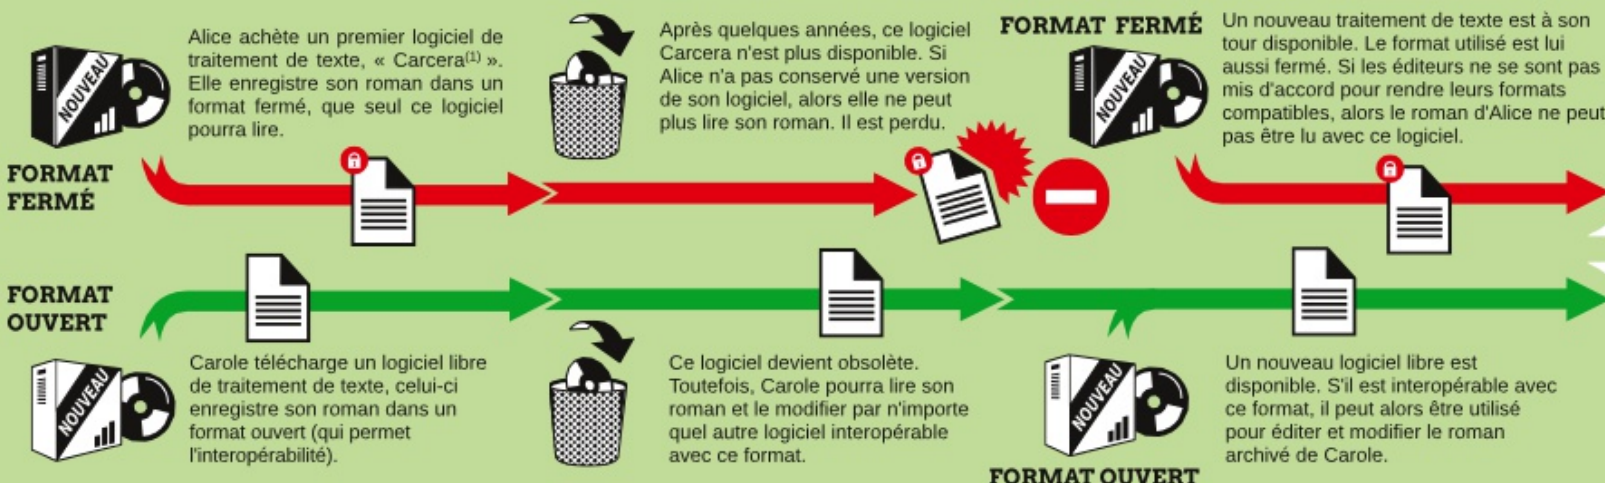 Alice achète un premier logiciel de
traitement de texte, « Carcera(1) ».
Elle enregistre son roman dans un
format fermé, que seul ce logiciel
pourra lire.
NOUVEAU
FORMAT
FERMÉ
Après quelques années, ce logiciel
Carcera n'est plus disponible. Si
Alice n'a pas conservé une version
de son logiciel, alors elle ne peut
plus lire son roman. Il est perdu.
FORMAT FERMÉ
NOUVEAU
Un nouveau traitement de texte est à son
tour disponible. Le format utilisé est lui
aussi fermé. Si les éditeurs ne se sont pas
mis d'accord pour rendre leurs formats
compatibles, alors le roman d'Alice ne peut
pas être lu avec ce logiciel.
FORMAT
OUVERT
NOUVEAU
Carole télécharge un logiciel libre
de traitement de texte, celui-ci
enregistre son roman dans un
format ouvert (qui permet
l'interopérabilité).
Ce logiciel devient obsolète.
Toutefois, Carole pourra lire son
roman et le modifier par n'importe
quel autre logiciel interopérable
avec ce format.
NOUVEAU
FORMAT OUVERT
Un nouveau logiciel libre est
disponible. S'il est interopérable avec
ce format, il peut alors être utilisé
pour éditer et modifier le roman
archivé de Carole.